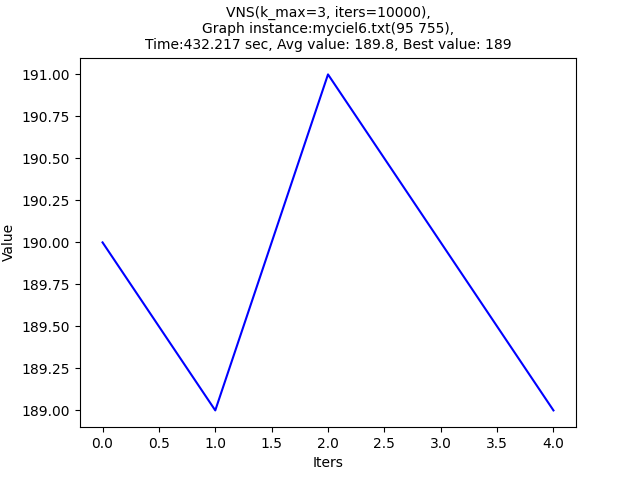 VNS(k_max=3, iters=10000),
Graph instance:myciel6.txt(95 755),
Time:432.217 sec, Avg value: 189.8, Best value: 189
191.00
190.75
190.50
190.25
190.00
189.75
189.50
189.25
189.00
Value
0.0 0.5 1.0 1.5 2.0 2.5 3.0 3.5 4.0
Iters